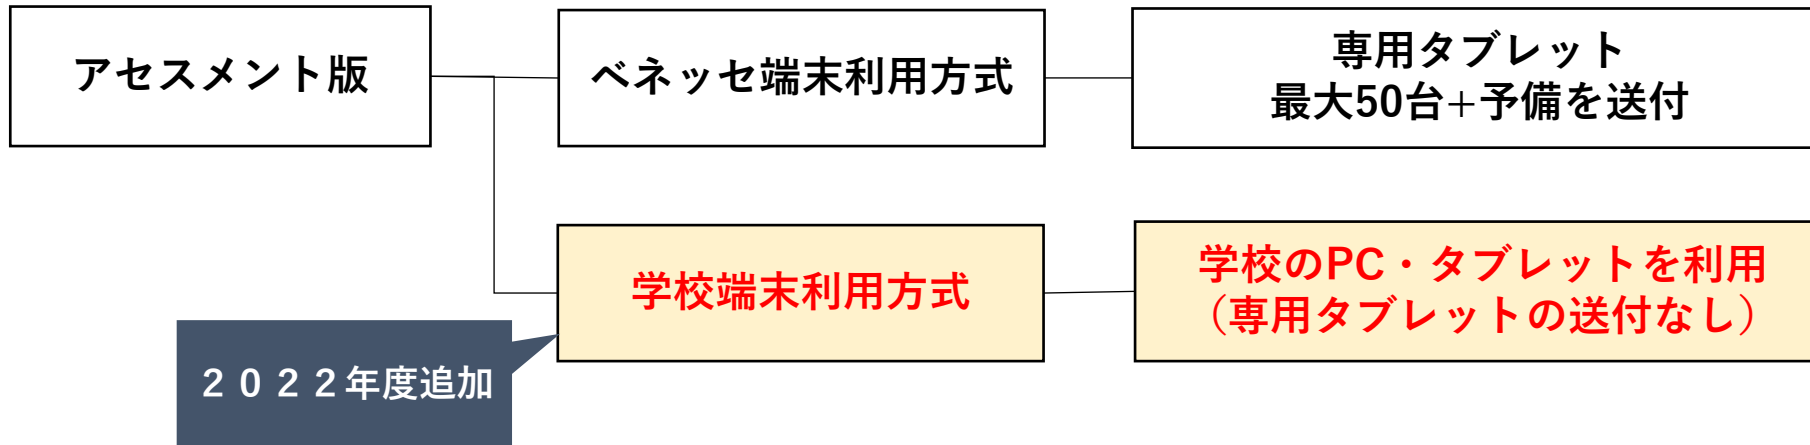 アセスメント版
ベネッセ端末利用方式
専用タブレット
最大50台+予備を送付
学校端末利用方式
学校のPC・タブレットを利用
（専用タブレットの送付なし）
２０２２年度追加